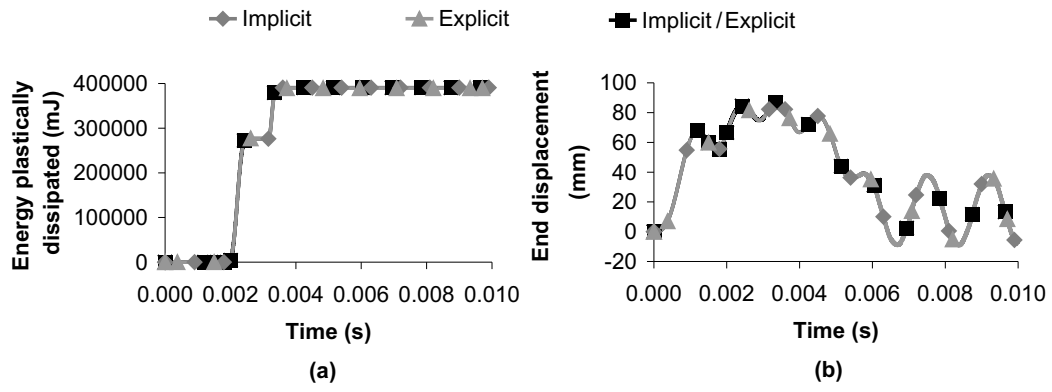 Implicit Explicit Implicit / Explicit
Energy plastically dissipated (mJ)
400000
300000
200000
100000
0
0.000 0.002 0.004 0.006 0.008 0.010
Time (s)
(a)
End displacement (mm)
100
80
60
40
20
0
-20
0.000 0.002 0.004 0.006 0.008 0.010
Time (s)
(b)